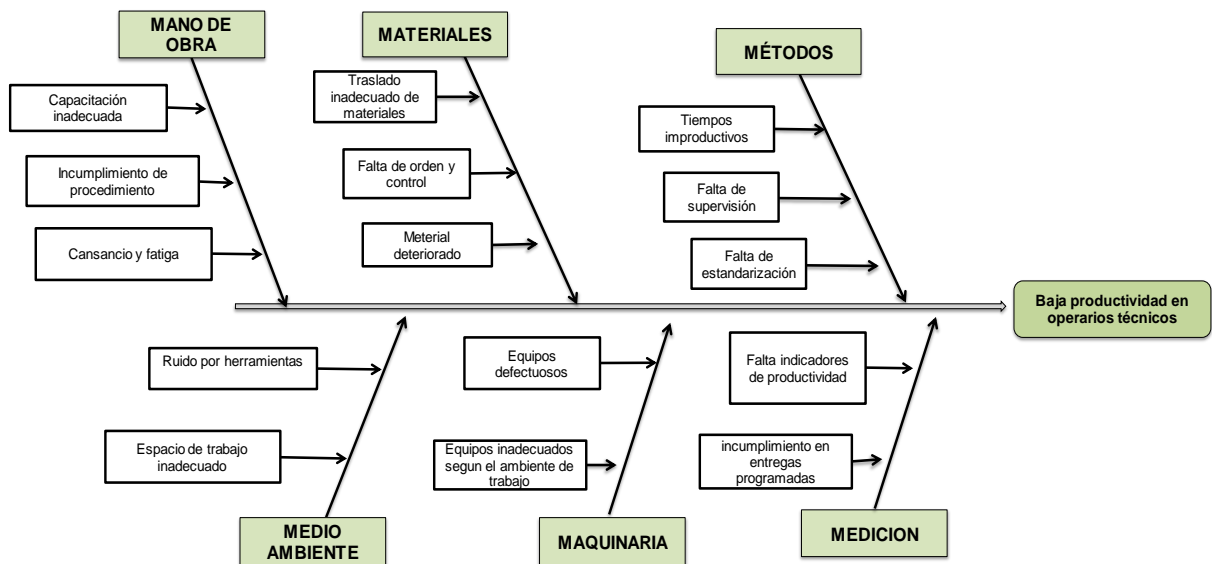 MANO DE
OBRA
MATERIALES
MÉTODOS
Capacitación
inadecuada
Traslado
inadecuado de
materiales
Tiempos
improductivos
Incumplimiento de
procedimiento
Falta de orden y
control
Falta de
supervisión
Cansancio y fatiga
Meterial
deteriorado
Falta de
estandarización
Baja productividad en
operarios técnicos
Ruido por herramientas
Equipos
defectuosos
Falta indicadores
de productividad
Espacio de trabajo
inadecuado
Equipos inadecuados
segun el ambiente de
trabajo
incumplimiento en
entregas
programadas
MEDIO
AMBIENTE
MAQUINARIA
MEDICION